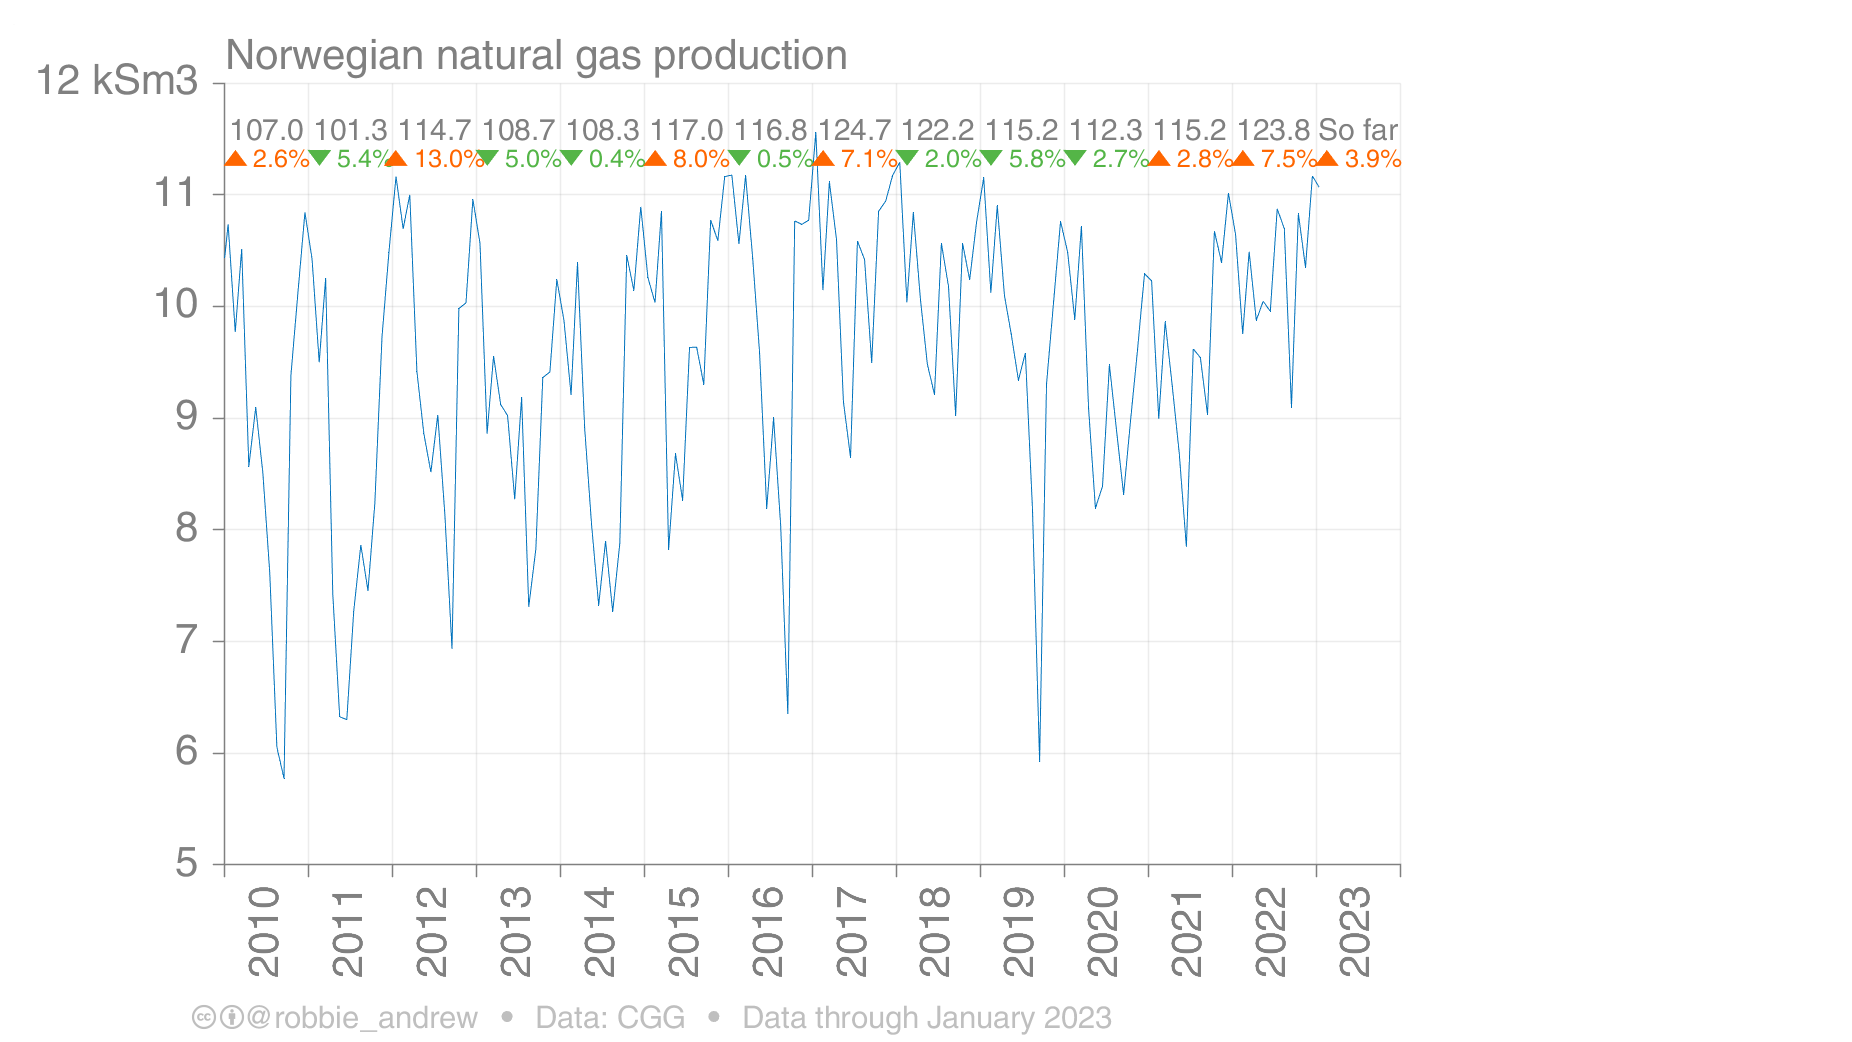 Norwegian natural gas production
12 kSm3
107.0 101.3 114.7 108.7 108.3 117.0 116.8 124.7 122.2 115.2 112.3 115.2 123.8 So far
▲ 2.6% ▼ 5.4% ▲ 13.0% ▼ 5.0% ▼ 0.4% ▲ 8.0% ▼ 0.5% ▲ 7.1% ▼ 2.0% ▼ 5.8% ▼ 2.7% ▲ 2.8% ▲ 7.5% ▲ 3.9%
11
10
9
8
7
6
5
2010 2011 2012 2013 2014 2015 2016 2017 2018 2019 2020 2021 2022 2023
@robbie_andrew • Data: CGG • Data through January 2023